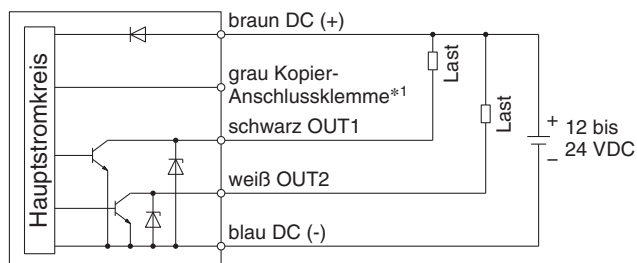 braun DC (+)
Hauptstromkreis
grau Kopier-
Anschlussklemme*1
schwarz OUT1
weiß OUT2
blau DC (-)
Last
Last
+
12 bis
24 VDC
−